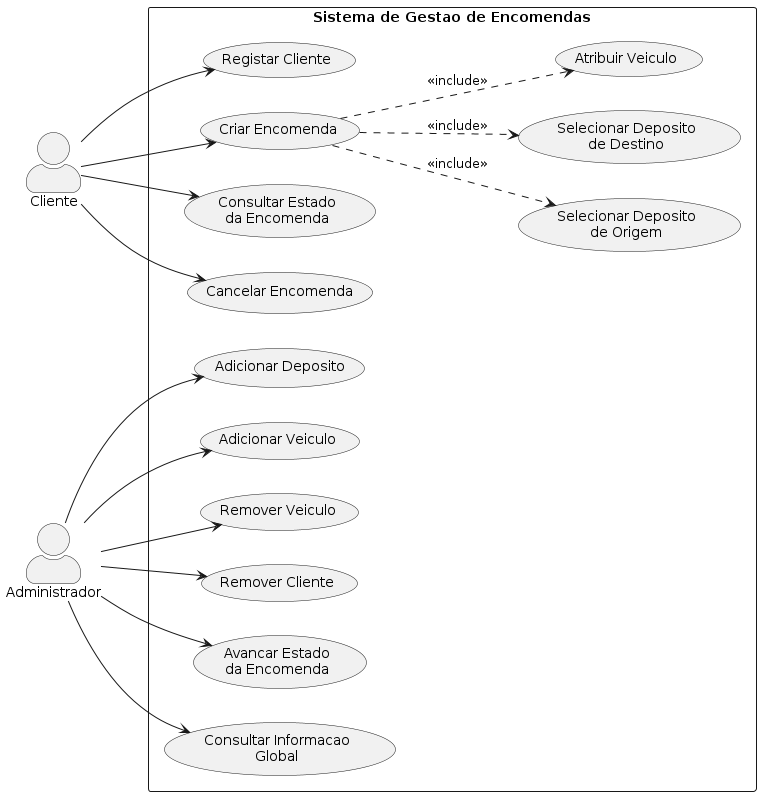 Sistema de Gestao de Encomendas
Registar Cliente
Atribuir Veiculo
«include»
Criar Encomenda
«include»
Selecionar Deposito
de Destino
«include»
Cliente
Consultar Estado
da Encomenda
Selecionar Deposito
de Origem
Cancelar Encomenda
Adicionar Deposito
Adicionar Veiculo
Remover Veiculo
Administrador
Remover Cliente
Avancar Estado
da Encomenda
Consultar Informacao
Global